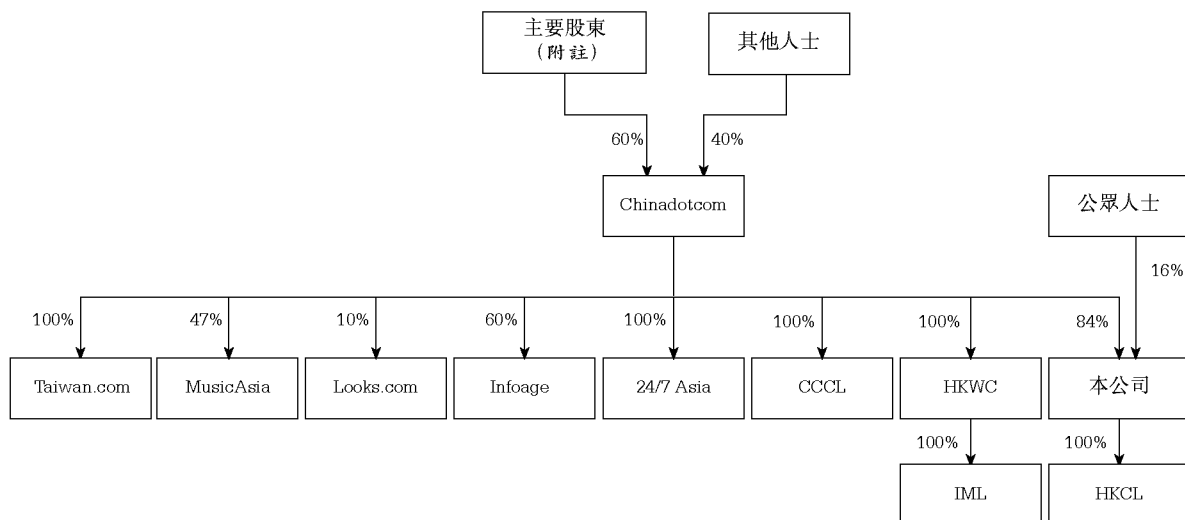 主要股東
（附註）
其他人士
60%
40%
Chinadotcom
公眾人士
16%
100%
47%
10%
60%
100%
100%
100%
84%
Taiwan.com
MusicAsia
Looks.com
Infoage
24/7 Asia
CCCL
HKWC
本公司
100%
100%
IML
HKCL